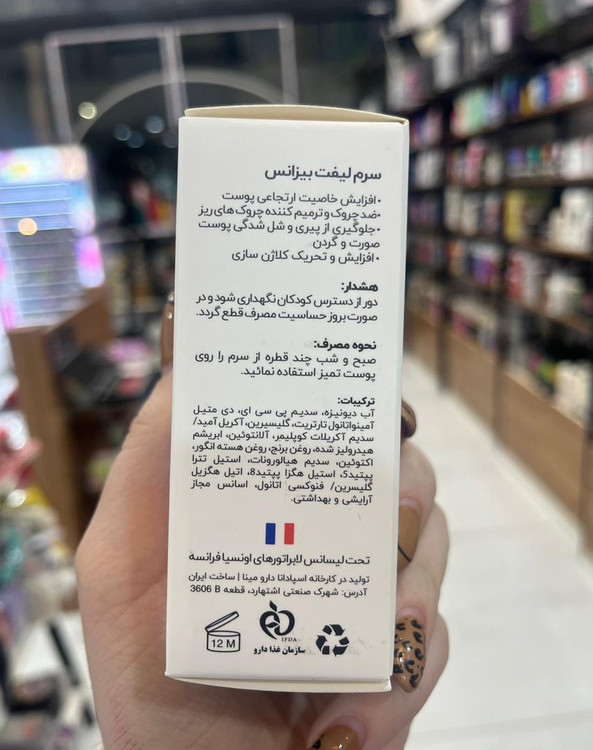 سرم لیفت بیزانس
• افزایش خاصیت ارتجاعی پوست
• ضدچروک و ترمیم کننده چروک های ریز
• جلوگیری از پیری و شل شدگی پوست
صورت و گردن
• افزایش و تحریک کلاژن سازی
هشدار:
دور از دسترس کودکان نگهداری شود و در
صورت بروز حساسیت مصرف قطع گردد.
نحوه مصرف:
صبح و شب چند قطره از سرم را روی
پوست تمیز استفاده نمائید.
ترکیبات:
آب دیونیزه، سدیم پی سی ای، دی متیل
آمینواتانول تارتریت، گلیسیرین، آکریل آمید/
سدیم آکریلات کوپلیمر، آلانتوئین، ابریشم
هیدرولیز شده، روغن برنج، روغن هسته انگور،
اکتوئین، سدیم هیالورونات، استیل تترا
پپتید5، استیل هگزا پپتید8، اتیل هگزیل
گلیسرین/ فنوکسی اتانول، اسانس مجاز
آرایشی و بهداشتی.
تحت لیسانس لابراتورهای اونسیا فرانسه
تولید در کارخانه اسپادانا دارو مینا | ساخت ایران
آدرس: شهرک صنعتی اشتهارد، قطعه 3606 B
12 M
IFDA
سازمان غذا دارو